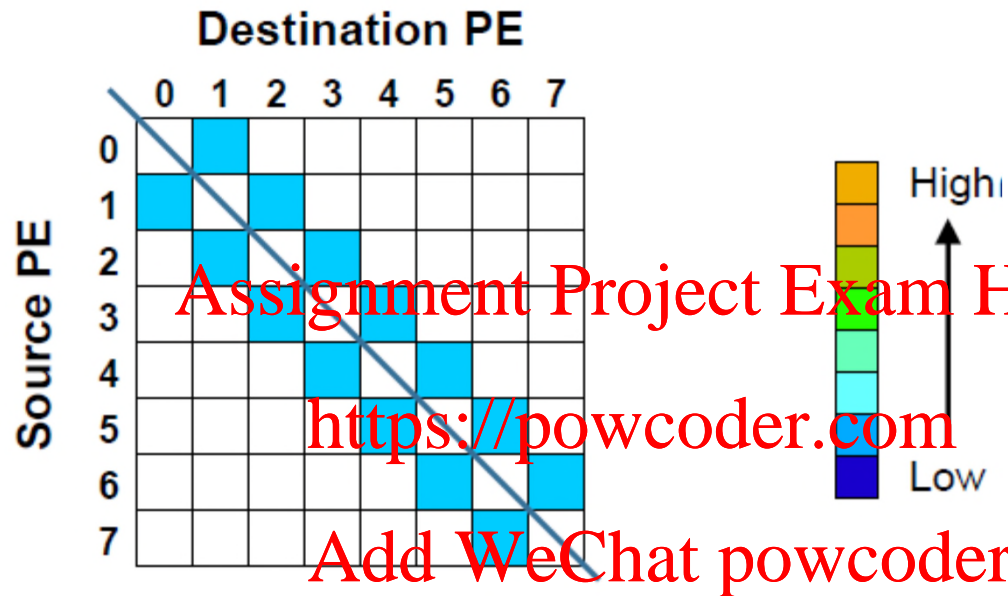 Destination PE
0 1 2 3 4 5 6 7
Source PE
0
1
2
3
4
5
6
7
High
Low
Assignment Project Exam H
https://powcoder.com
Add WeChat powcoder